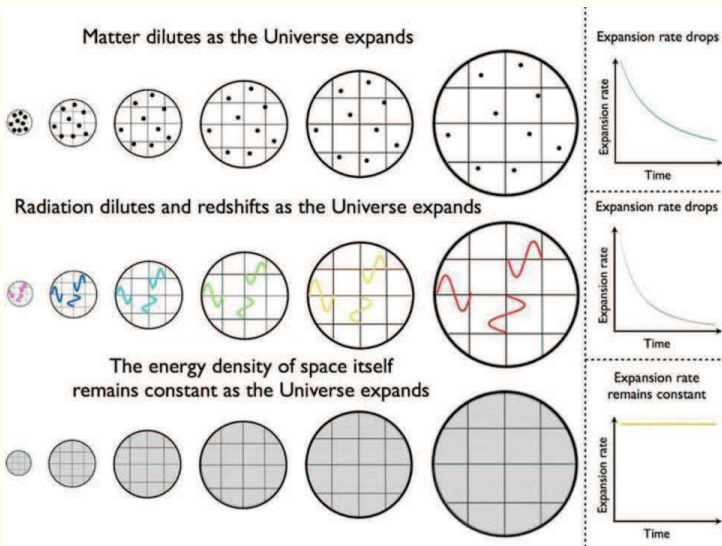 Matter dilutes as the Universe expands
Expansion rate drops
Expansion rate
Time
Radiation dilutes and redshifts as the Universe expands
Expansion rate drops
Expansion rate
Time
The energy density of space itself
remains constant as the Universe expands
Expansion rate
remains constant
Expansion rate
Time